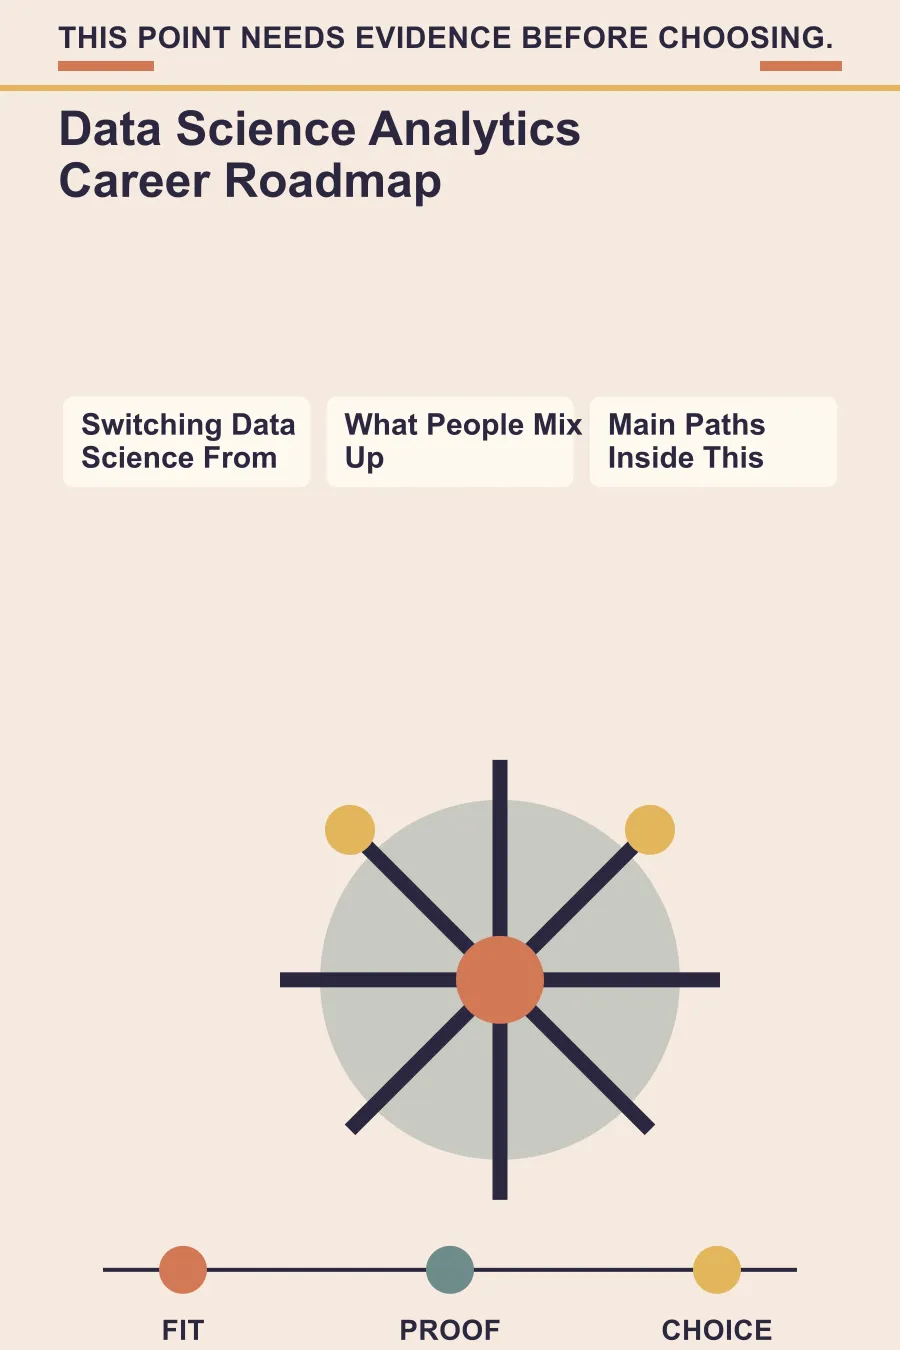 THIS POINT NEEDS EVIDENCE BEFORE CHOOSING.
Data Science Analytics
Career Roadmap
Switching Data
Science From
What People Mix
Up
Main Paths
Inside This
FIT
PROOF
CHOICE